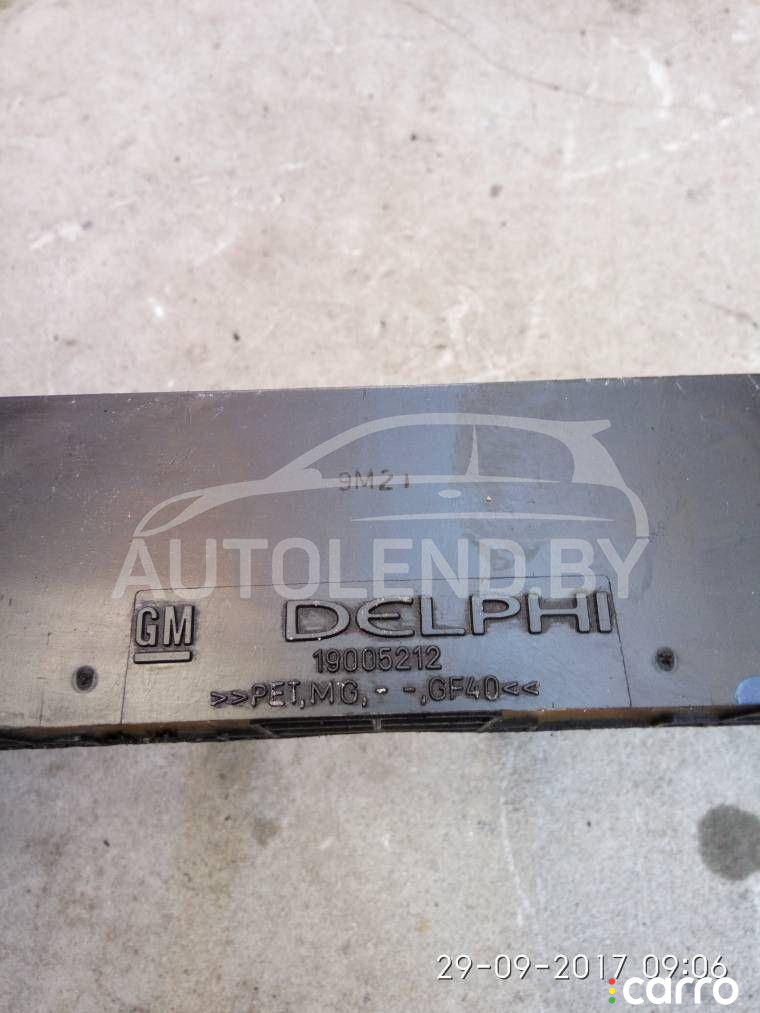 9M21
AUTOLEND.BY
GM DELPHI
19005212
>>PET,MG, - -,GF40<<
29-09-2017 09:06
carro